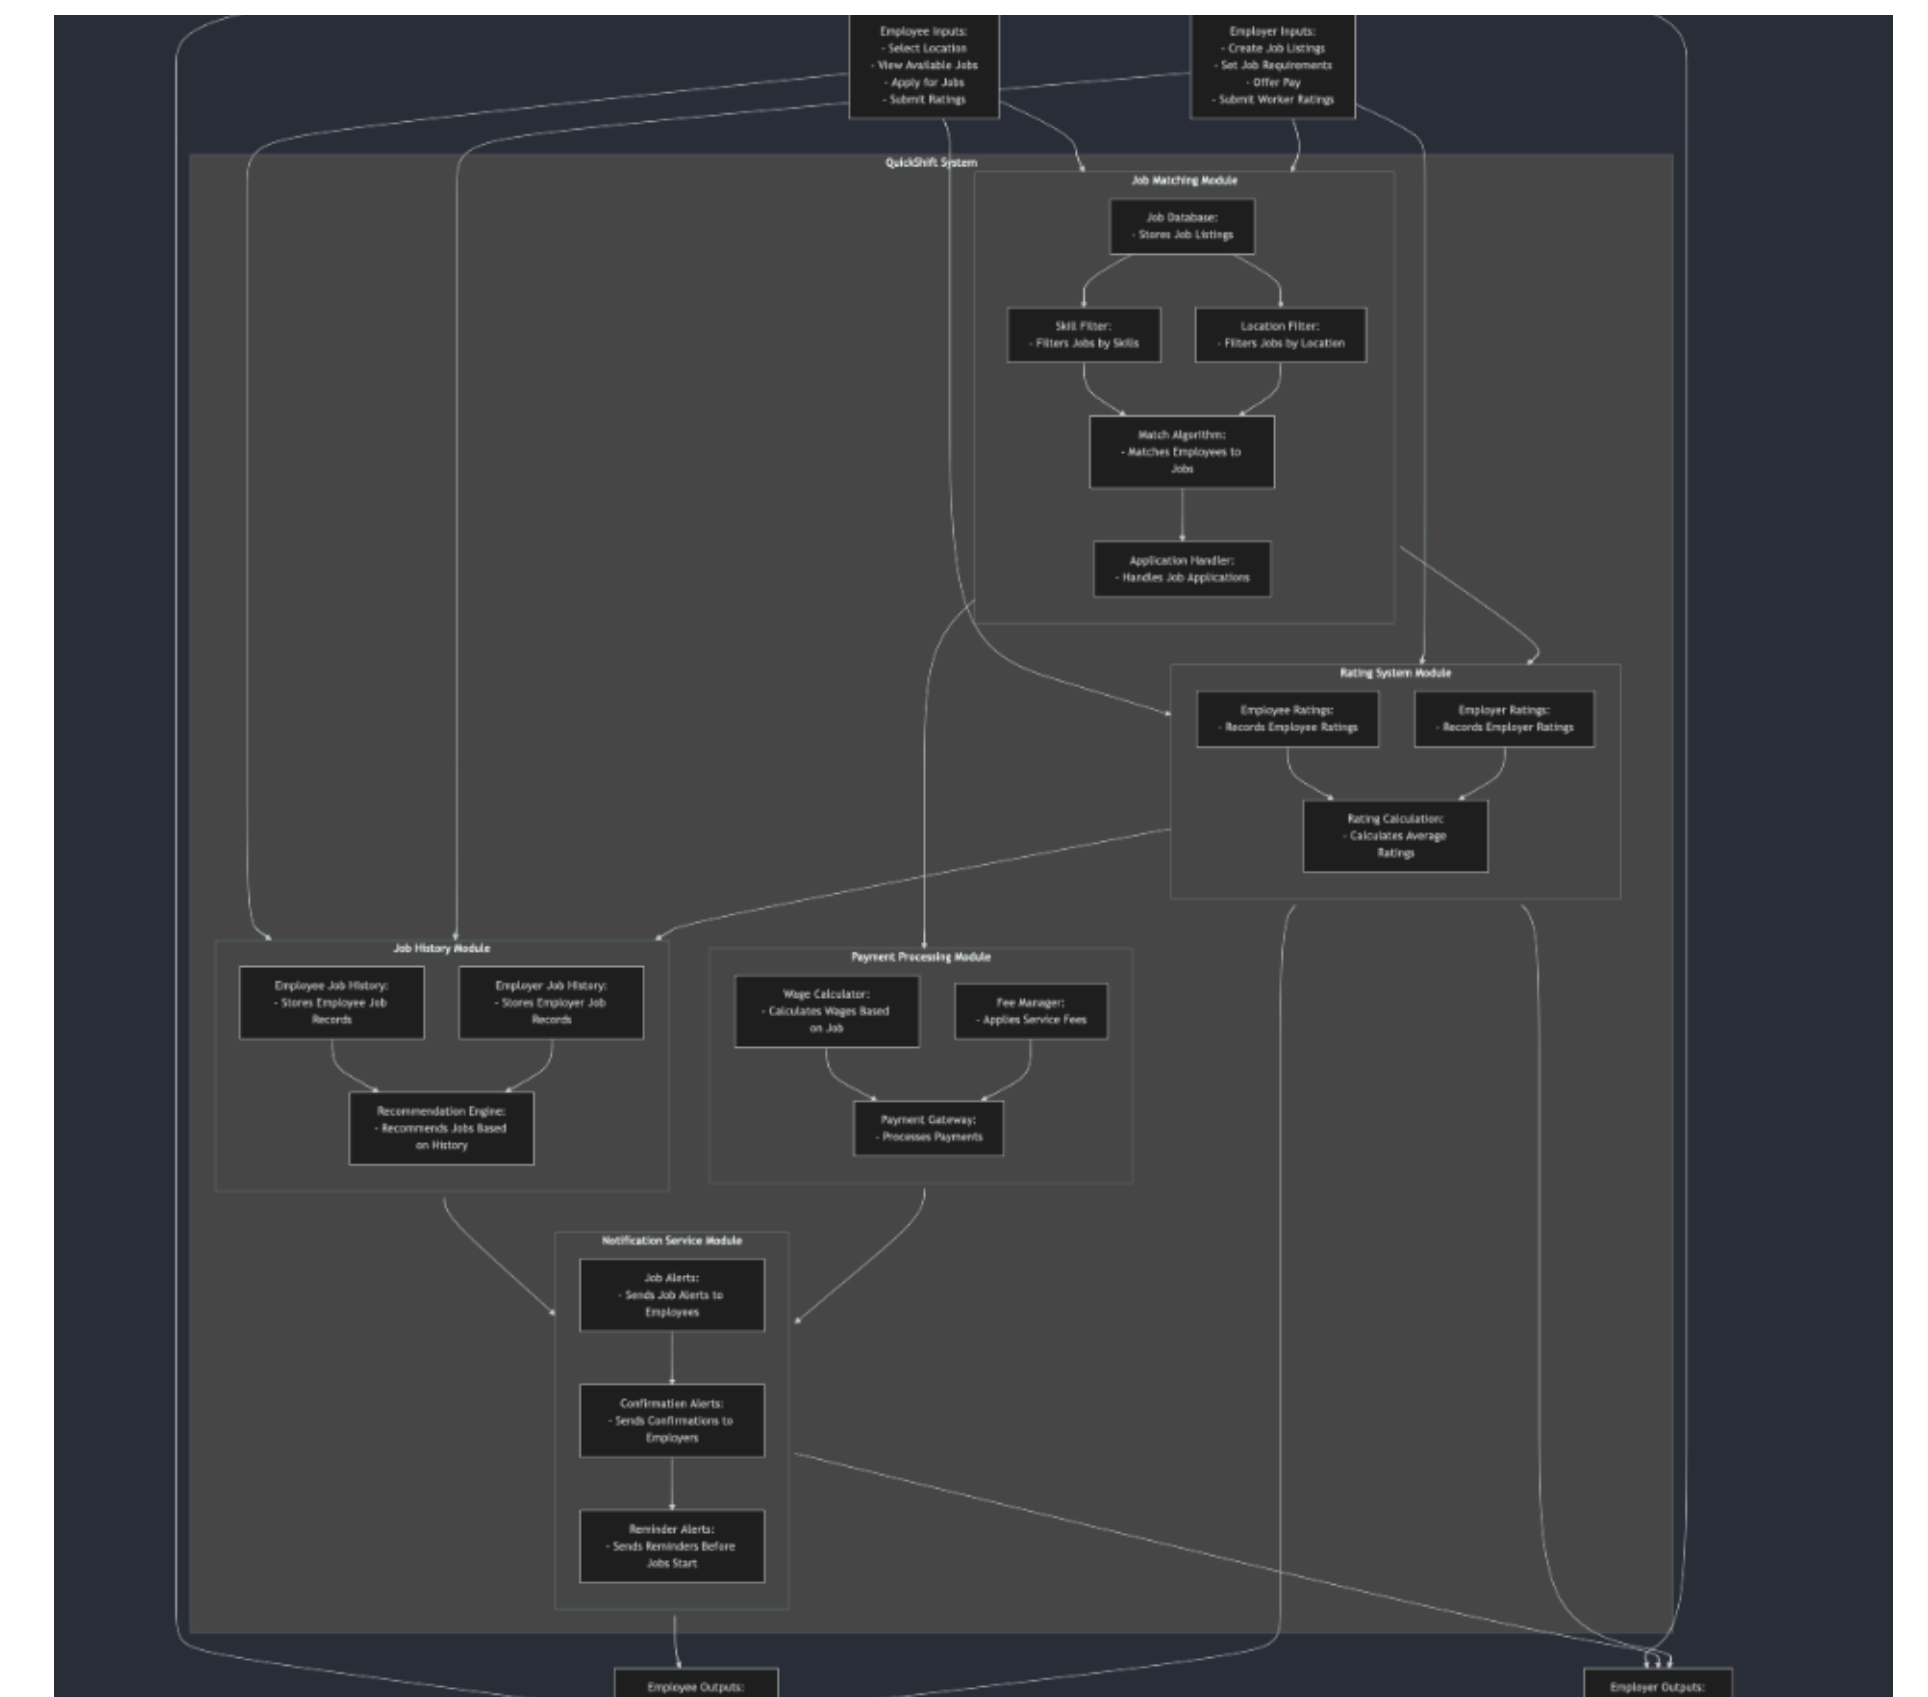 Employee Inputs:
- Select Location
- View Available Jobs
- Apply for Jobs
- Submit Ratings
Employer Inputs:
- Create Job Listings
- Set Job Requirements
- Offer Pay
- Submit Worker Ratings
QuickShift System
Job Matching Module
Job Database:
- Stores Job Listings
Skill Filter:
- Filters Jobs by Skills
Location Filter:
- Filters Jobs by Location
Match Algorithm:
- Matches Employees to
Jobs
Application Handler:
- Handles Job Applications
Rating System Module
Employee Ratings:
- Records Employee Ratings
Employer Ratings:
- Records Employer Ratings
Rating Calculation:
- Calculates Average
Ratings
Job History Module
Employee Job History:
- Stores Employee Job
Records
Employer Job History:
- Stores Employer Job
Records
Recommendation Engine:
- Recommends Jobs Based
on History
Payment Processing Module
Wage Calculator:
- Calculates Wages Based
on Job
Fee Manager:
- Applies Service Fees
Payment Gateway:
- Processes Payments
Notification Service Module
Job Alerts:
- Sends Job Alerts to
Employees
Confirmation Alerts:
- Sends Confirmations to
Employers
Reminder Alerts:
- Sends Reminders Before
Jobs Start
Employee Outputs:
Employer Outputs: